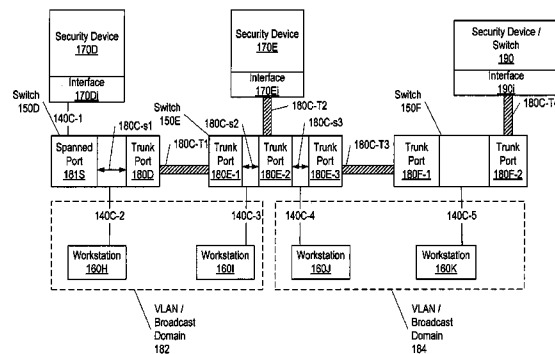 Security Device
170D
Interface
170Di
Security Device
170E
Interface
170Ei
Security Device /
Switch
190
Interface
190i
Switch
150D
140C-1
180C-s1
Switch
150E
180C-s2
180C-T2
180C-s3
180C-T1
180C-T3
150F
Switch
180C-T4
Spanned
Port
181S
Trunk
Port
180D
Trunk
Port
180E-1
Trunk
Port
180E-2
Trunk
Port
180E-3
Trunk
Port
180F-1
Trunk
Port
180F-2
140C-2
140C-3
140C-4
140C-5
Workstation
160H
Workstation
160I
Workstation
160J
Workstation
160K
VLAN /
Broadcast
Domain
182
VLAN /
Broadcast
Domain
184